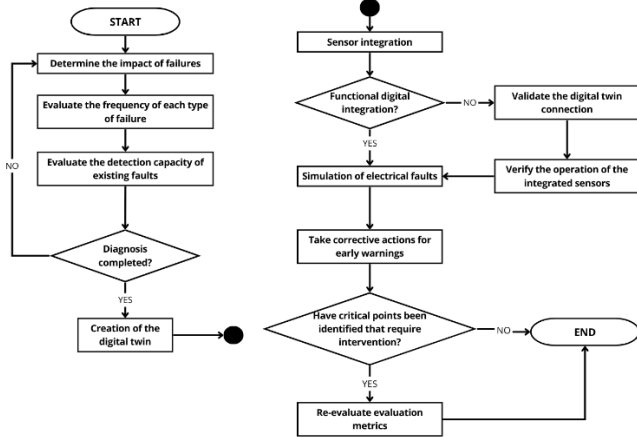 START
Determine the impact of failures
Evaluate the frequency of each type
of failure
Evaluate the detection capacity of
existing faults
NO
Diagnosis
completed?
YES
Creation of the
digital twin
Sensor integration
Functional digital
integration?
NO
Validate the digital twin
connection
YES
Simulation of electrical faults
Verify the operation of the
integrated sensors
Take corrective actions for
early warnings
Have critical points been
identified that require
intervention?
NO
END
YES
Re-evaluate evaluation
metrics